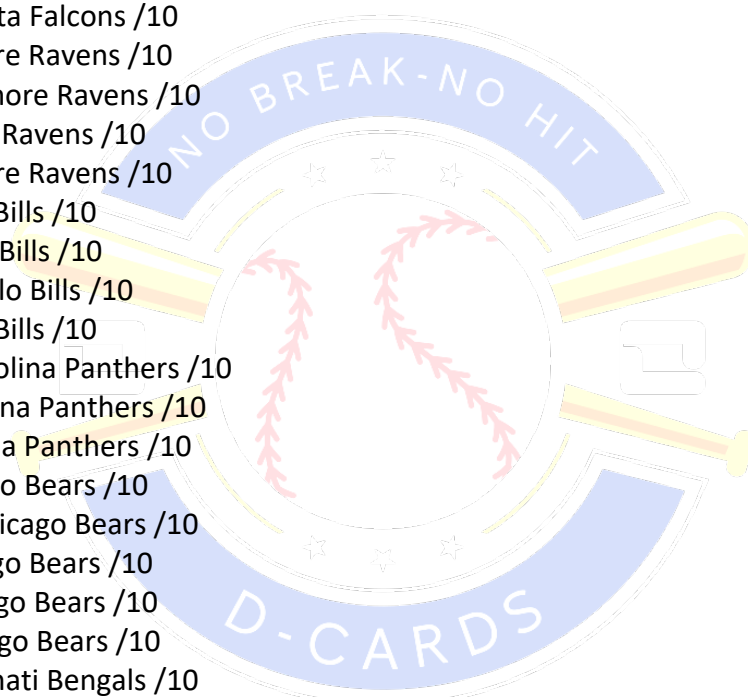 ta Falcons /10
re Ravens /10
nore Ravens /10
Ravens /10
re Ravens /10
Bills /10
Bills /10
lo Bills /10
Bills /10
olina Panthers /10
na Panthers /10
a Panthers /10
o Bears /10
icago Bears /10
go Bears /10
go Bears /10
go Bears /10
nati Bengals /10
NO BREAK-NO HIT
D-CARDS